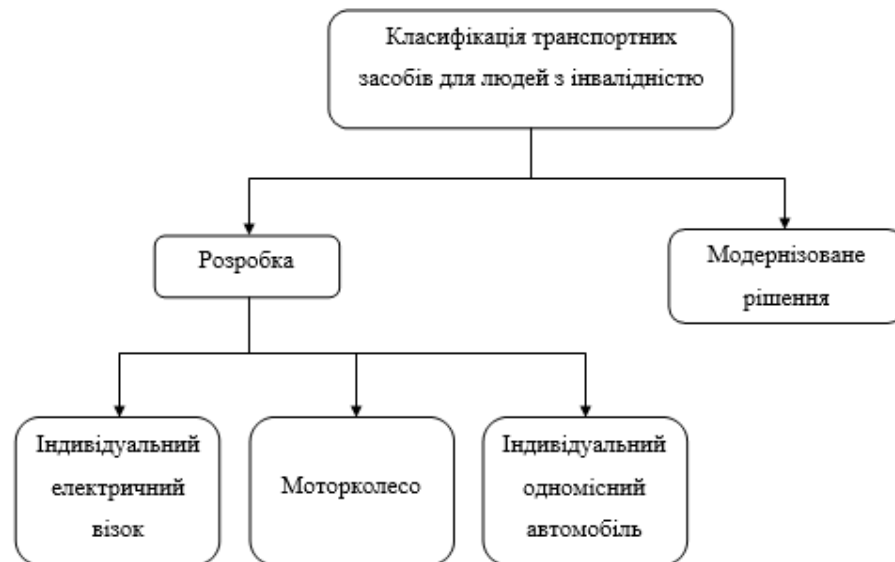 Класифікація транспортних
засобів для людей з інвалідністю
Розробка
Модернізоване
рішення
Індивідуальний
електричний
візок
Моторколесо
Індивідуальний
одномісний
автомобіль